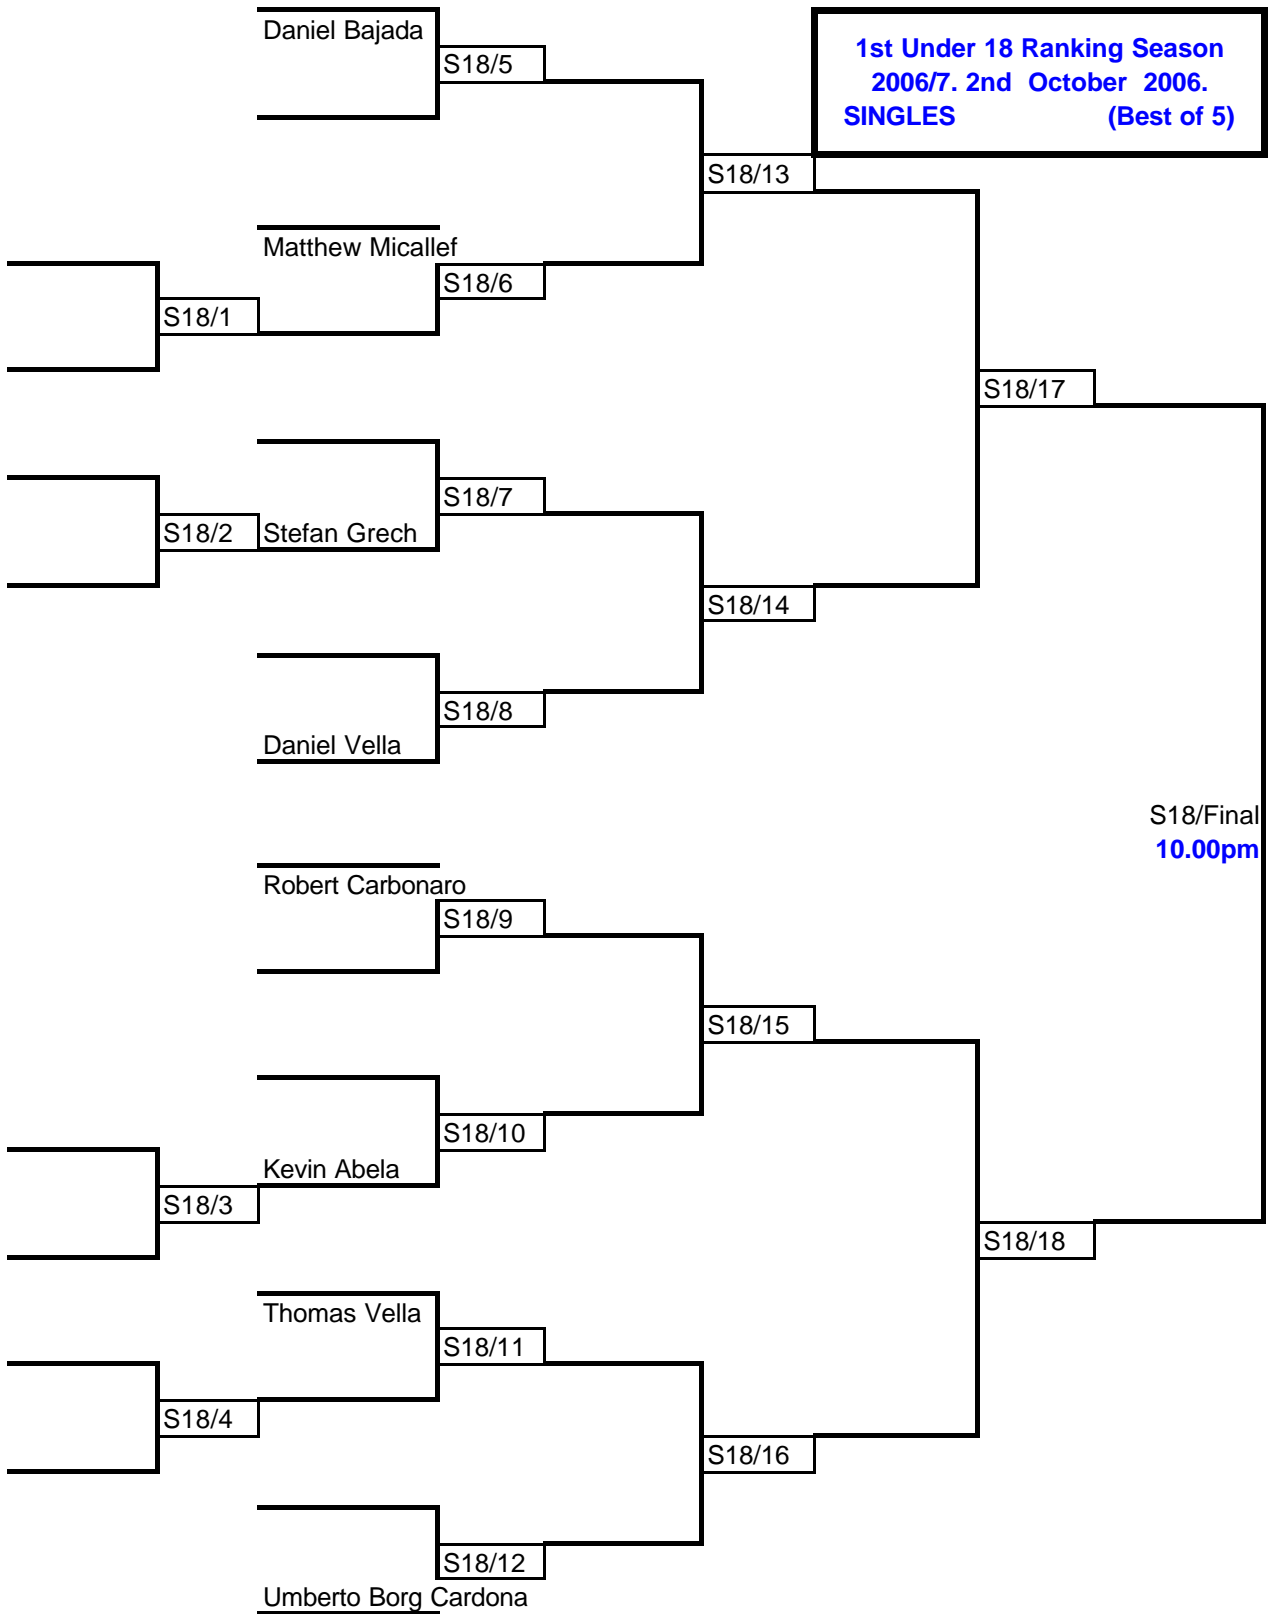 Daniel Bajada
1st Under 18 Ranking Season
2006/7. 2nd October 2006.
SINGLES (Best of 5)
S18/5
S18/13
Matthew Micallef
S18/6
S18/1
S18/17
S18/7
S18/2
Stefan Grech
S18/14
S18/8
Daniel Vella
S18/Final
10.00pm
Robert Carbonaro
S18/9
S18/15
S18/10
Kevin Abela
S18/3
S18/18
Thomas Vella
S18/11
S18/4
S18/16
S18/12
Umberto Borg Cardona